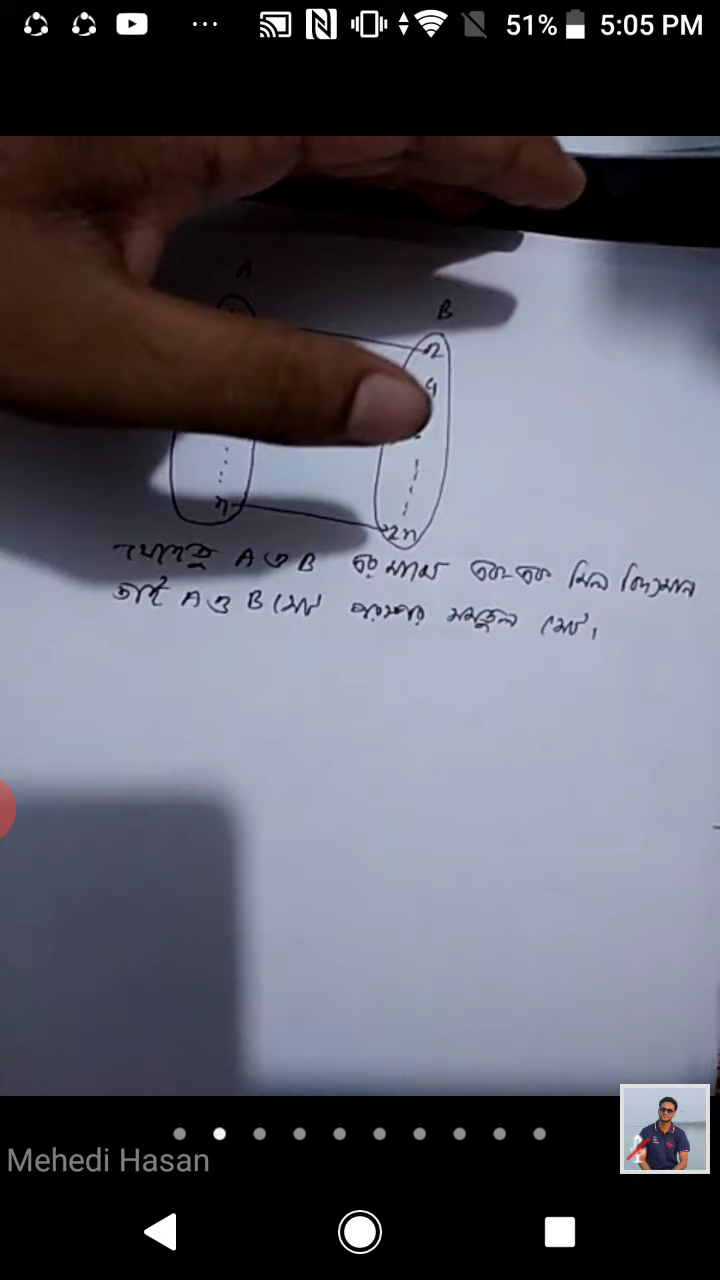 51% 5:05 PM
A
B
2
4
n
2n
যেহেতু A ও B এর মধ্যে এক-এক মিল বিদ্যমান
তাই A ও B সেট পরস্পর সমতুল সেট।
Mehedi Hasan